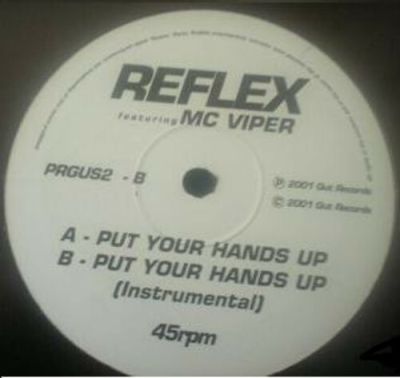 REFLEX
featuring MC VIPER
PRGUS2 - B
℗ 2001 Gut Records
© 2001 Gut Records
A - PUT YOUR HANDS UP
B - PUT YOUR HANDS UP
(Instrumental)
45rpm